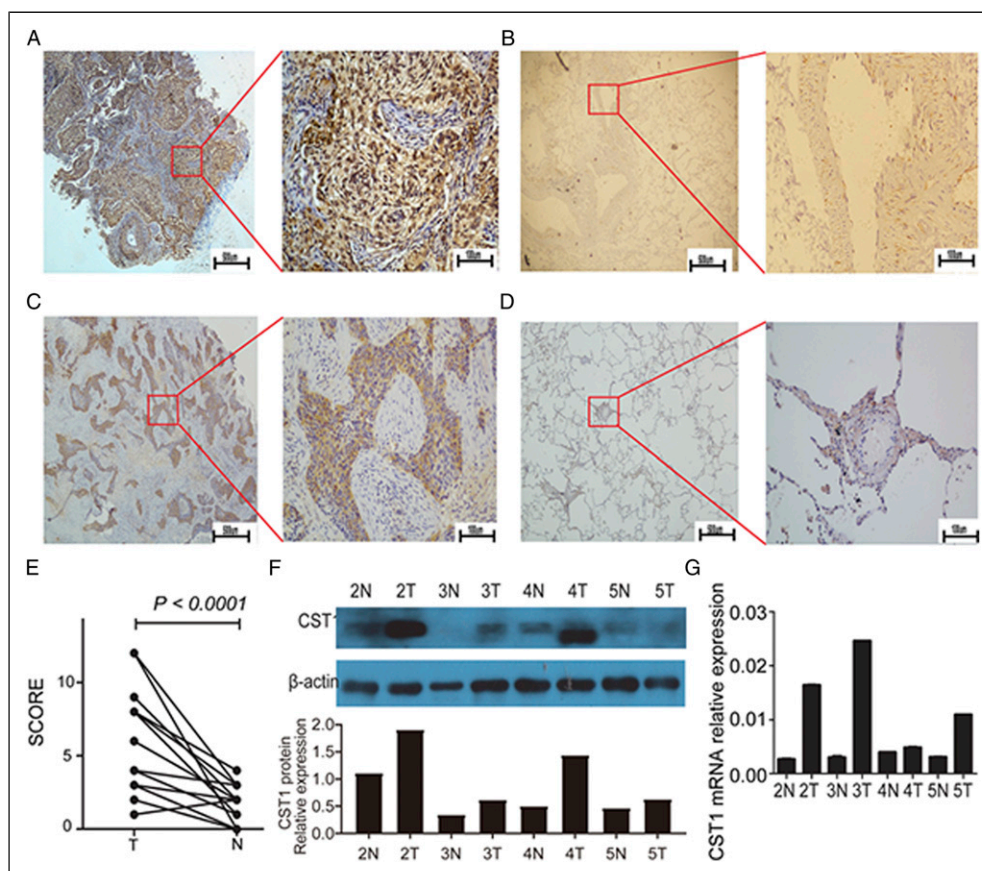 A
B
C
D
E
P < 0.0001
SCORE
10
5
0
T
N
F
2N 2T 3N 3T 4N 4T 5N 5T
CST1
β-actin
CST1 protein
Relative expression
2.0
1.5
1.0
0.5
0.0
2N 2T 3N 3T 4N 4T 5N 5T
G
CST1 mRNA relative expression
0.03
0.02
0.01
0.00
2N 2T 3N 3T 4N 4T 5N 5T